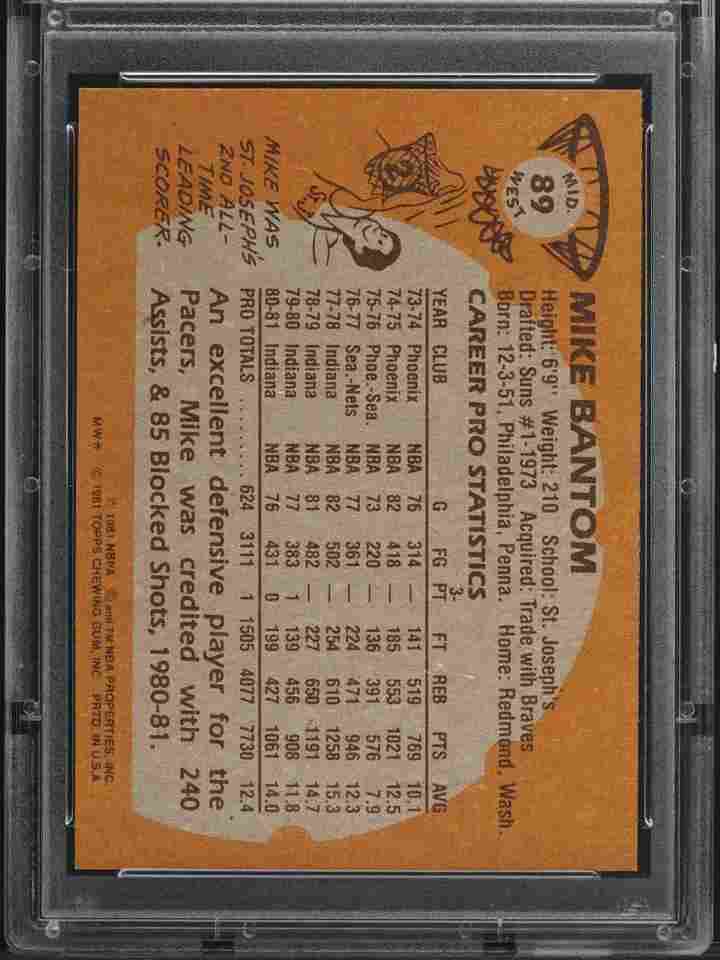 MID.
89
WEST
MIKE BANTOM
Height: 6'9" Weight: 210 School: St. Joseph's
Drafted: Suns #1-1973 Acquired: Trade with Braves
Born: 12-3-51, Philadelphia, Penna. Home: Redmond, Wash.
CAREER PRO STATISTICS
YEAR CLUB G FG 3-PT FT REB PTS AVG
73-74 Phoenix NBA 76 314 — 141 519 769 10.1
74-75 Phoenix NBA 82 418 — 185 553 1021 12.5
75-76 Phoe.-Sea. NBA 73 220 — 136 391 576 7.9
76-77 Sea.-Nets NBA 77 361 — 224 471 946 12.3
77-78 Indiana NBA 82 502 — 254 610 1258 15.3
78-79 Indiana NBA 81 482 — 227 650 1191 14.7
79-80 Indiana NBA 77 383 1 139 456 908 11.8
80-81 Indiana NBA 76 431 0 199 427 1061 14.0
PRO TOTALS .......... 624 3111 1 1505 4077 7730 12.4
MIKE WAS
ST. JOSEPH'S
2ND ALL-
TIME
LEADING
SCORER.
An excellent defensive player for the
Pacers, Mike was credited with 240
Assists, & 85 Blocked Shots, 1980-81.
© 1981 NBPA © and TM NBA PROPERTIES, INC.
MW® © 1981 TOPPS CHEWING GUM, INC. PRTD. IN U.S.A.